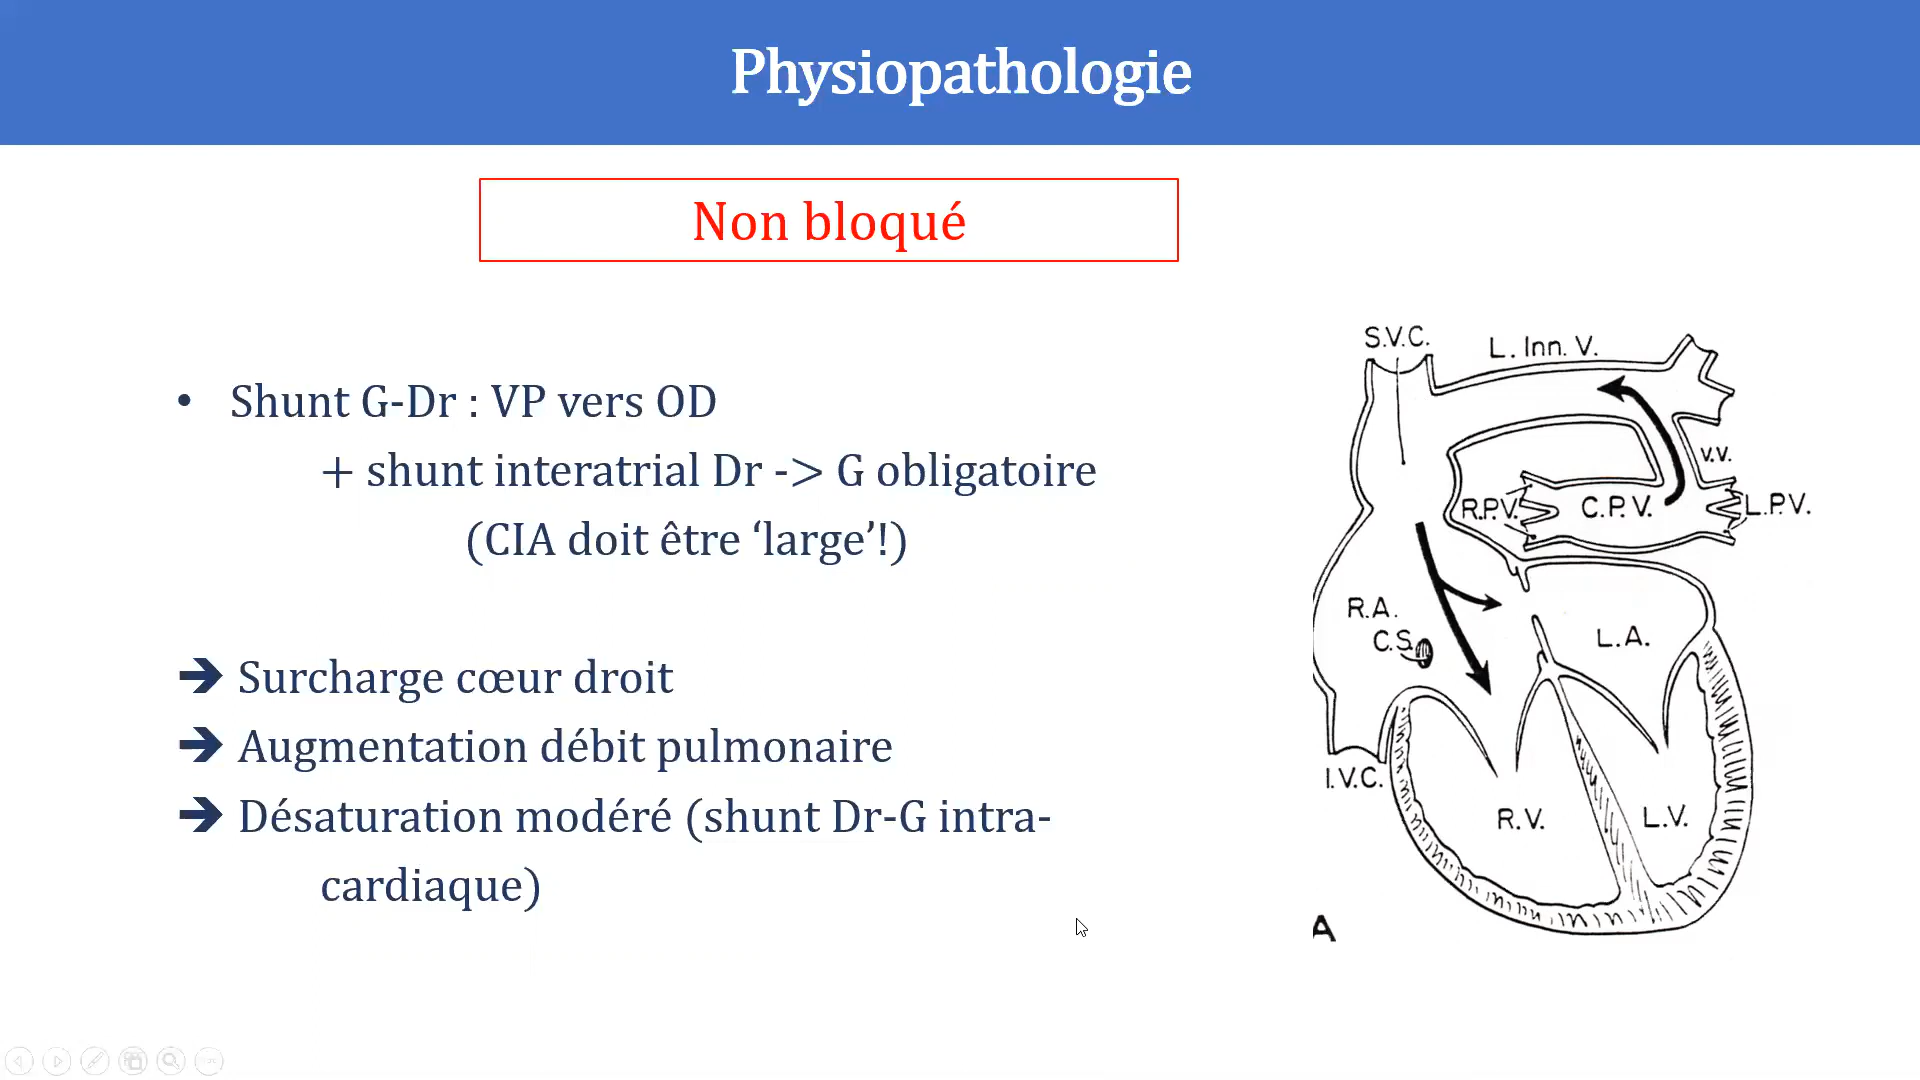 Physiopathologie
Non bloqué
• Shunt G-Dr : VP vers OD
+ shunt interatrial Dr -> G obligatoire
(CIA doit être ‘large’!)
➔ Surcharge cœur droit
➔ Augmentation débit pulmonaire
➔ Désaturation modéré (shunt Dr-G intra-
cardiaque)
S.V.C.
L. Inn. V.
V.V.
R.P.V.
C.P.V.
L.P.V.
R.A.
C.S.
L.A.
I.V.C.
R.V.
L.V.
A